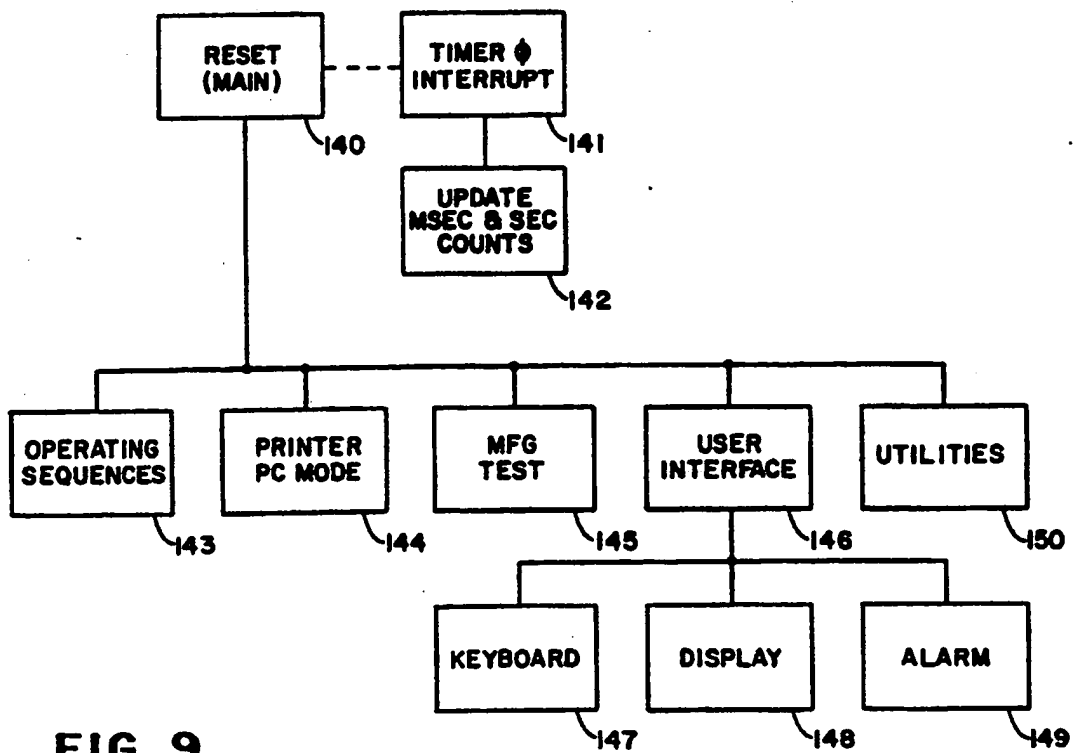 RESET
(MAIN)
140
TIMER ϕ
INTERRUPT
141
UPDATE
MSEC & SEC
COUNTS
142
OPERATING
SEQUENCES
143
PRINTER
PC MODE
144
MFG
TEST
145
USER
INTERFACE
146
UTILITIES
150
KEYBOARD
147
DISPLAY
148
ALARM
149
FIG. 9